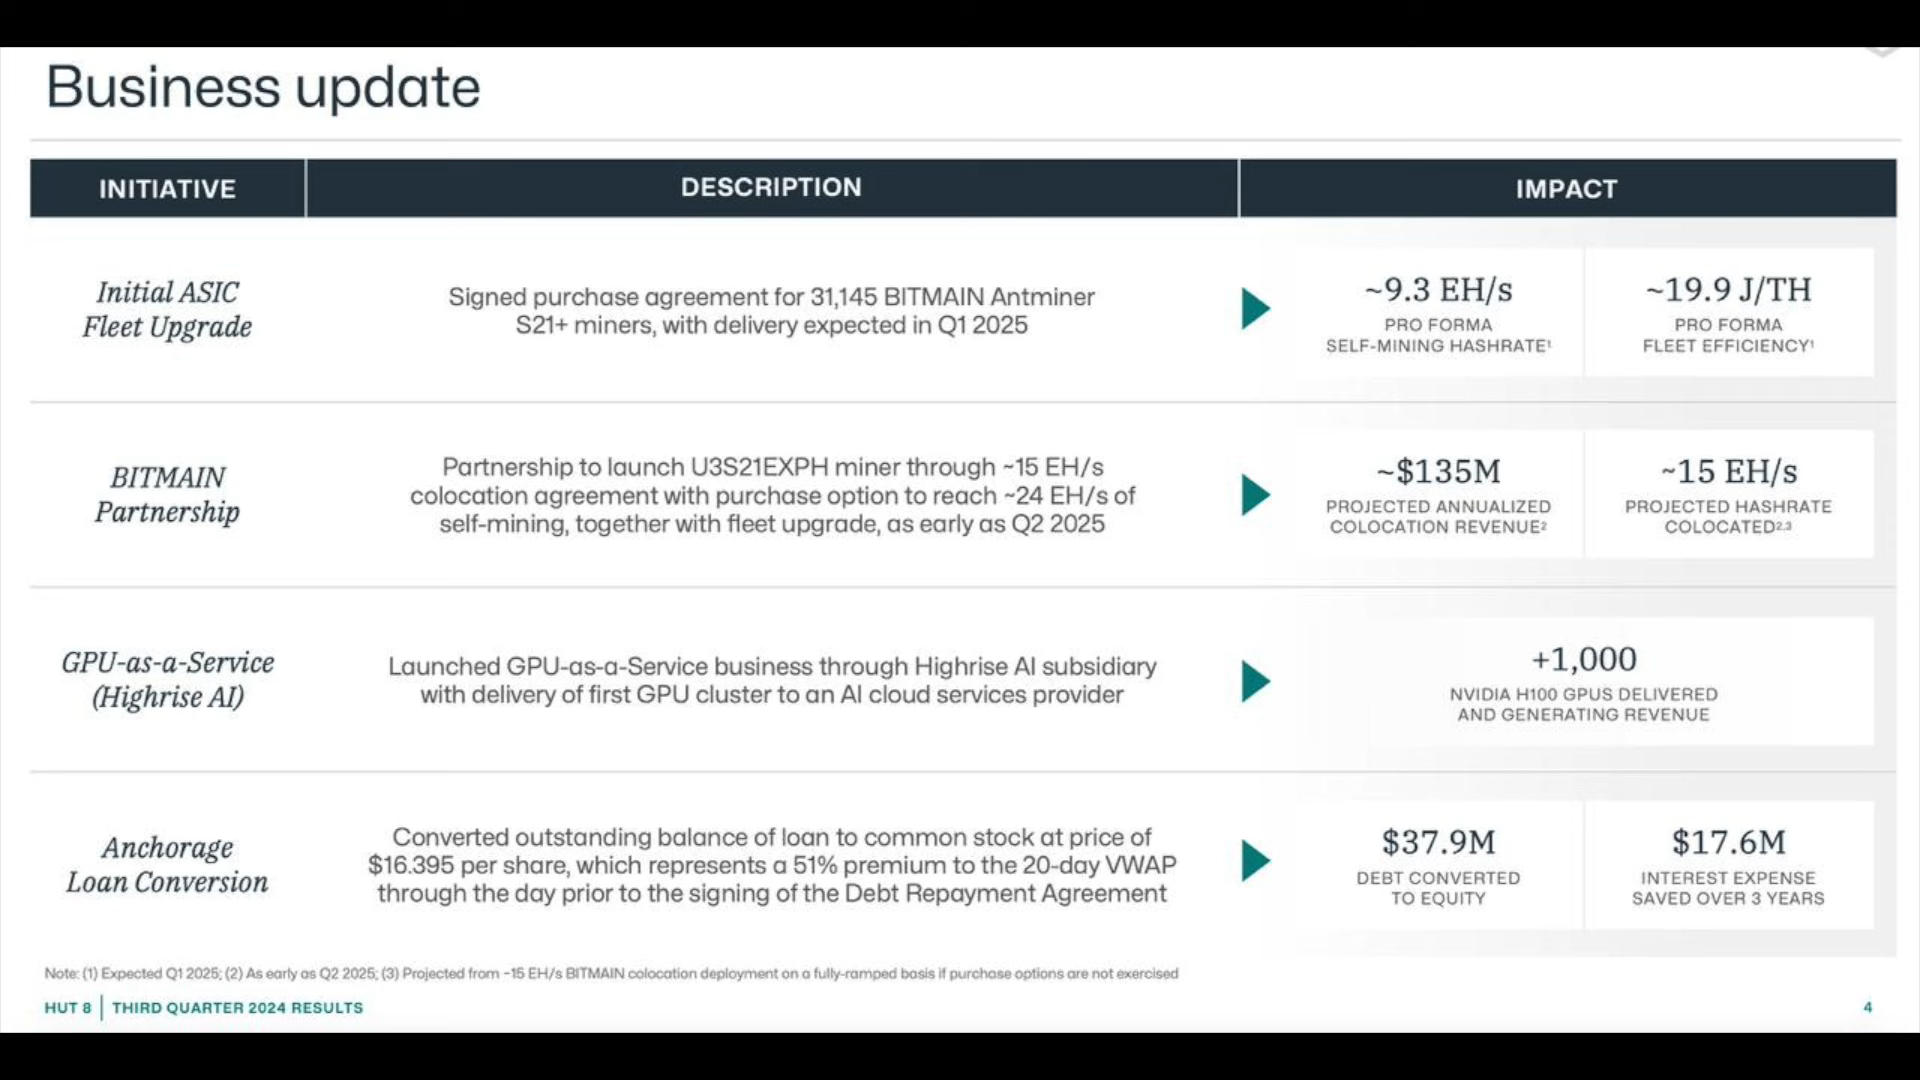 Business update
INITIATIVE
DESCRIPTION
IMPACT
Initial ASIC
Fleet Upgrade
Signed purchase agreement for 31,145 BITMAIN Antminer
S21+ miners, with delivery expected in Q1 2025
~9.3 EH/s
PRO FORMA
SELF-MINING HASHRATE¹
~19.9 J/TH
PRO FORMA
FLEET EFFICIENCY¹
BITMAIN
Partnership
Partnership to launch U3S21EXPH miner through ~15 EH/s
colocation agreement with purchase option to reach ~24 EH/s of
self-mining, together with fleet upgrade, as early as Q2 2025
~$135M
PROJECTED ANNUALIZED
COLOCATION REVENUE²
~15 EH/s
PROJECTED HASHRATE
COLOCATED²,³
GPU-as-a-Service
(Highrise AI)
Launched GPU-as-a-Service business through Highrise AI subsidiary
with delivery of first GPU cluster to an AI cloud services provider
+1,000
NVIDIA H100 GPUS DELIVERED
AND GENERATING REVENUE
Anchorage
Loan Conversion
Converted outstanding balance of loan to common stock at price of
$16.395 per share, which represents a 51% premium to the 20-day VWAP
through the day prior to the signing of the Debt Repayment Agreement
$37.9M
DEBT CONVERTED
TO EQUITY
$17.6M
INTEREST EXPENSE
SAVED OVER 3 YEARS
Note: (1) Expected Q1 2025; (2) As early as Q2 2025; (3) Projected from ~15 EH/s BITMAIN colocation deployment on a fully-ramped basis if purchase options are not exercised
HUT 8 | THIRD QUARTER 2024 RESULTS
4